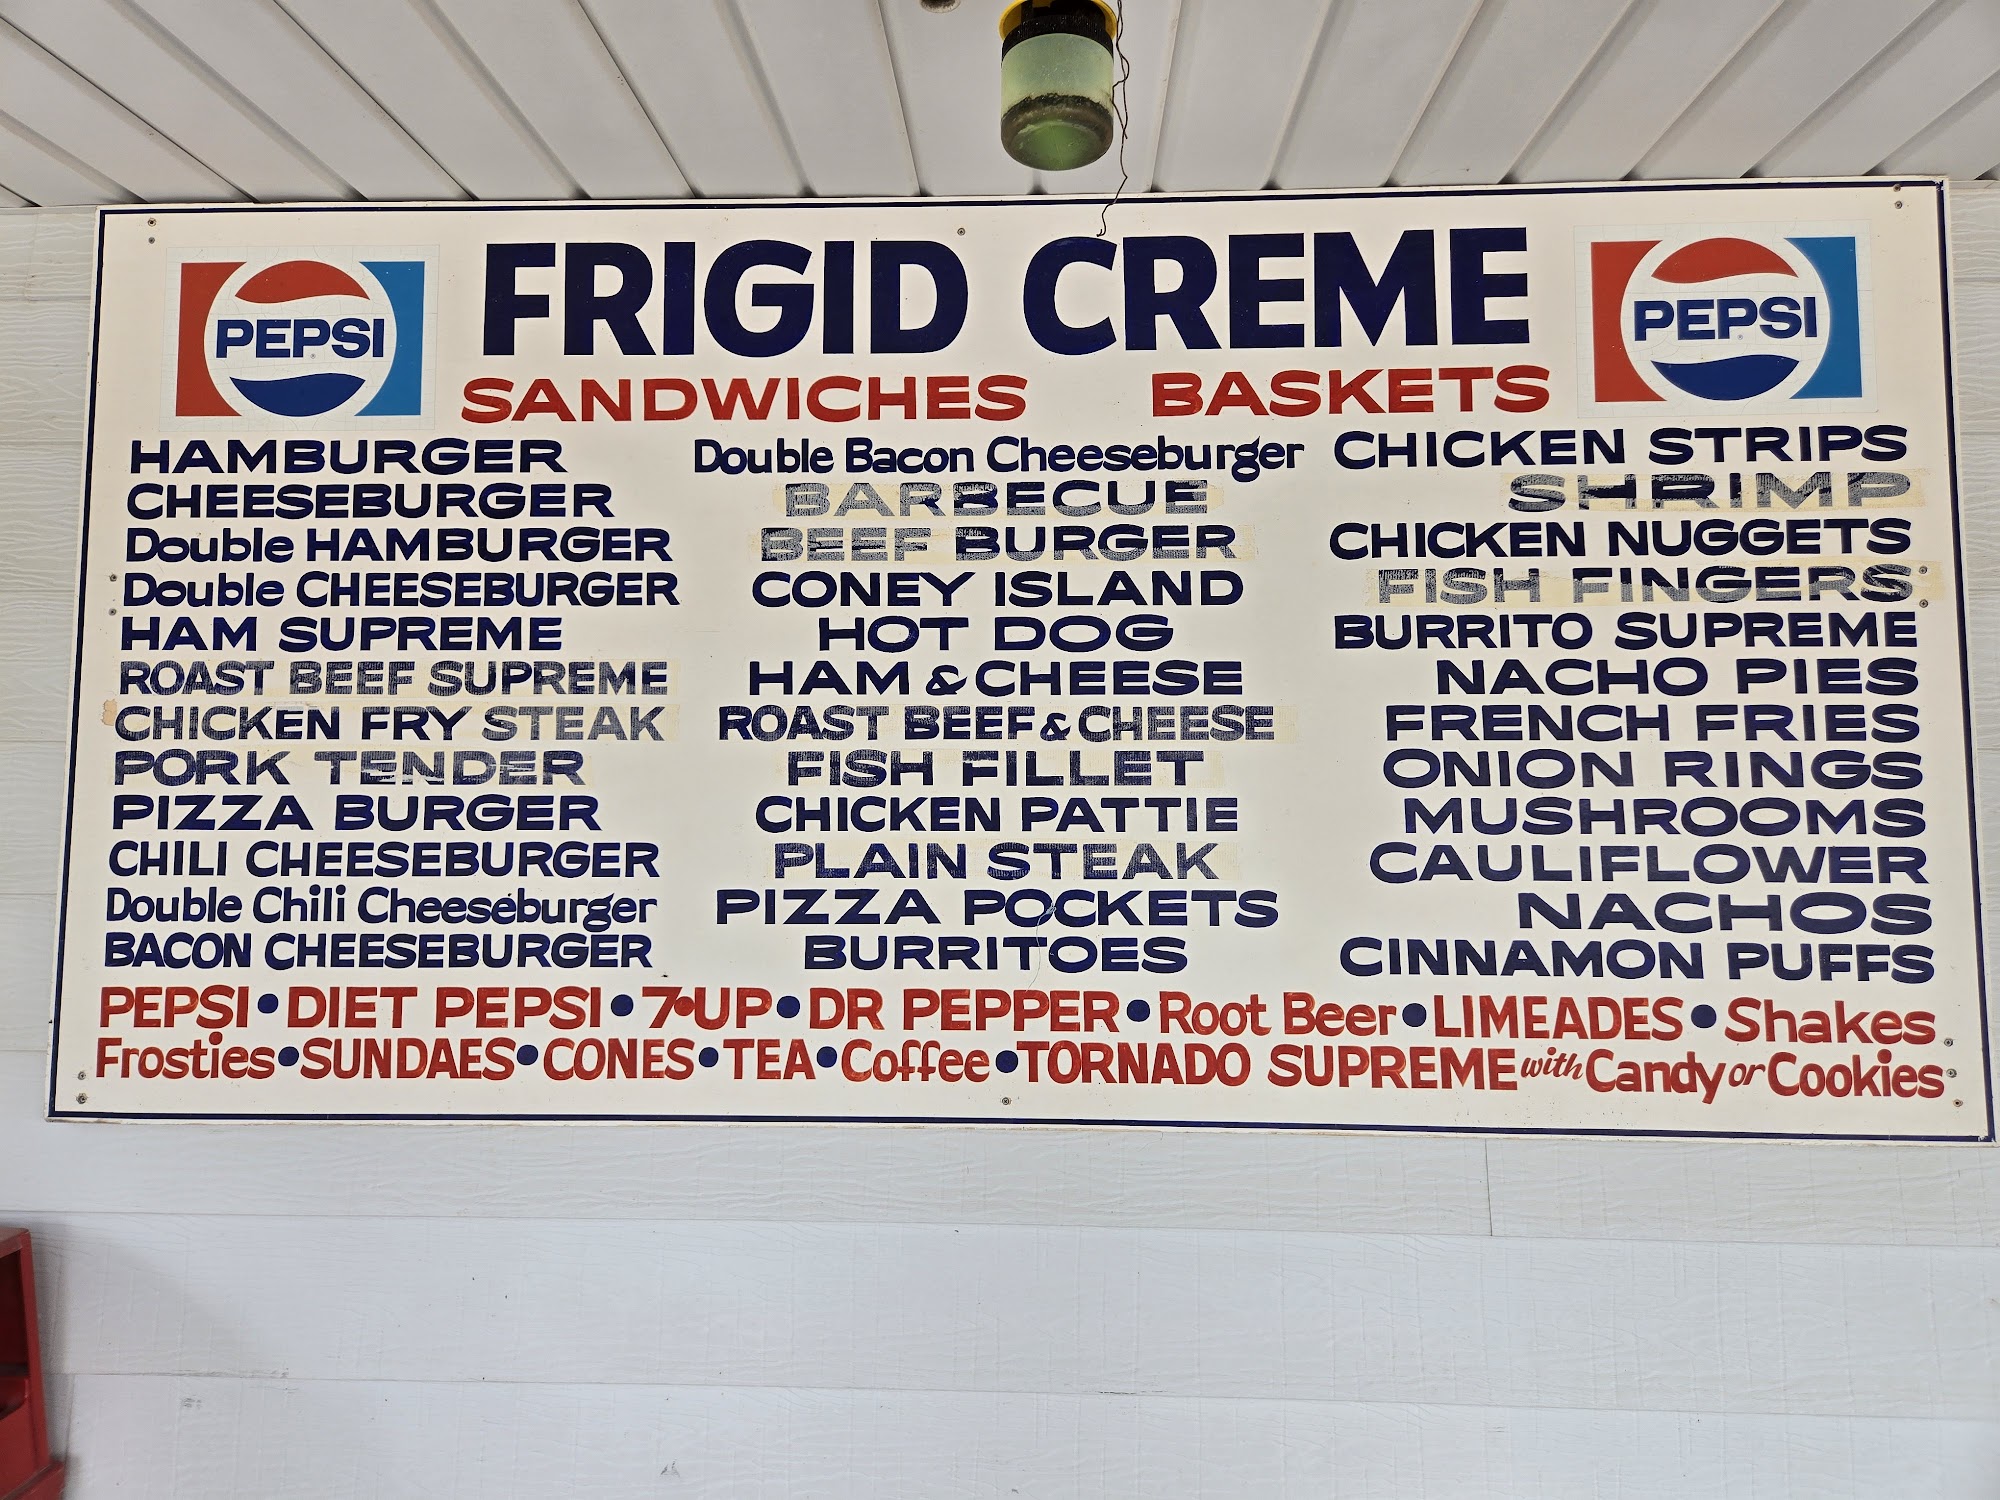 PEPSI
FRIGID CREME
PEPSI
SANDWICHES
BASKETS
HAMBURGER
CHEESEBURGER
Double HAMBURGER
Double CHEESEBURGER
HAM SUPREME
ROAST BEEF SUPREME
CHICKEN FRY STEAK
PORK TENDER
PIZZA BURGER
CHILI CHEESEBURGER
Double Chili Cheeseburger
BACON CHEESEBURGER
Double Bacon Cheeseburger
BARBECUE
BEEF BURGER
CONEY ISLAND
HOT DOG
HAM & CHEESE
ROAST BEEF & CHEESE
FISH FILLET
CHICKEN PATTIE
PLAIN STEAK
PIZZA POCKETS
BURRITOES
CHICKEN STRIPS
SHRIMP
CHICKEN NUGGETS
FISH FINGERS
BURRITO SUPREME
NACHO PIES
FRENCH FRIES
ONION RINGS
MUSHROOMS
CAULIFLOWER
NACHOS
CINNAMON PUFFS
PEPSI • DIET PEPSI • 7•UP • DR PEPPER • Root Beer • LIMEADES • Shakes
Frosties • SUNDAES • CONES • TEA • Coffee • TORNADO SUPREME with Candy or Cookies